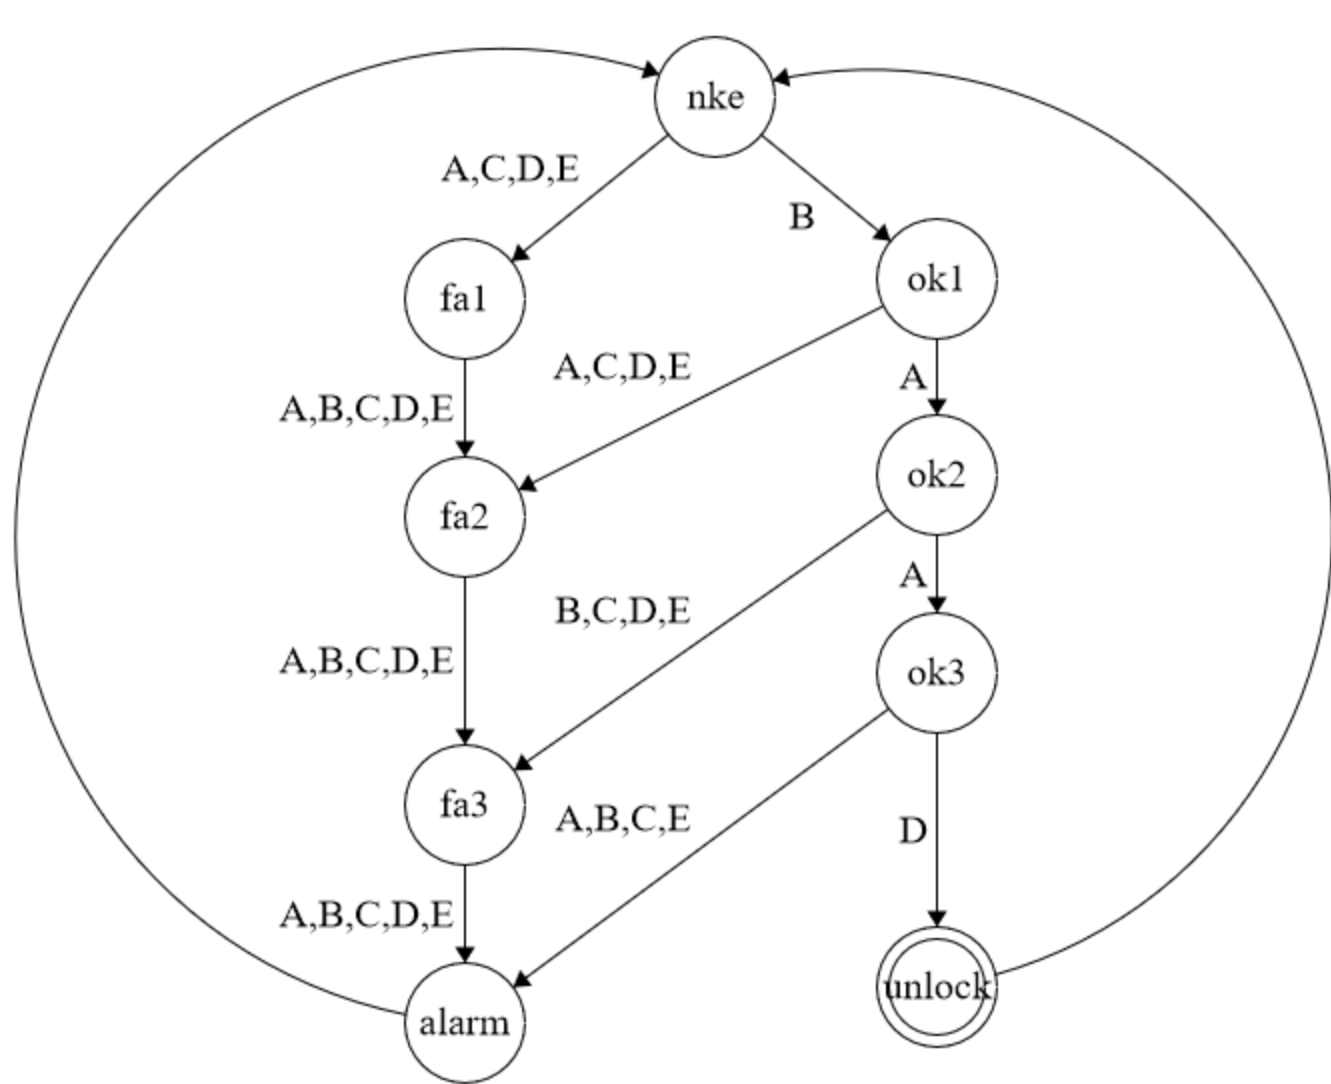 nke
A,C,D,E
B
ok1
fa1
A,C,D,E
A
A,B,C,D,E
ok2
fa2
A
B,C,D,E
A,B,C,D,E
ok3
fa3
A,B,C,E
D
A,B,C,D,E
unlock
alarm